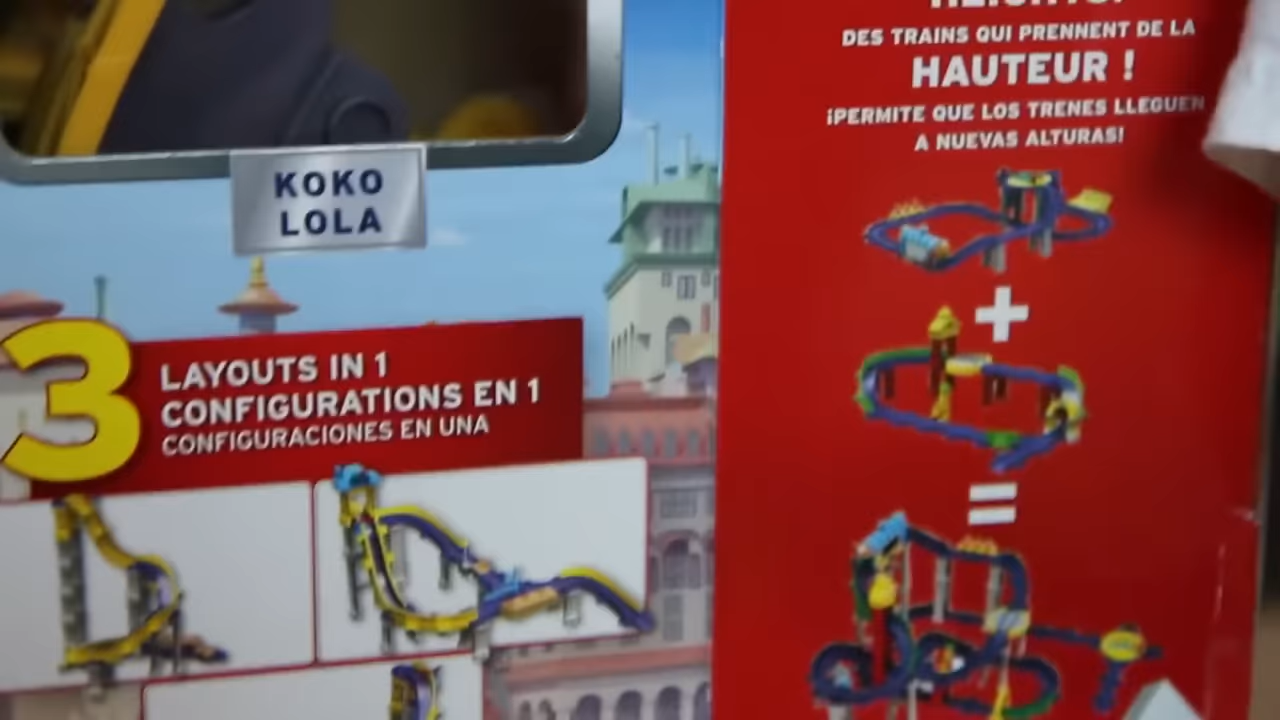 KOKO
LOLA
3
LAYOUTS IN 1
CONFIGURATIONS EN 1
CONFIGURACIONES EN UNA
HEIGHTS!
DES TRAINS QUI PRENNENT DE LA
HAUTEUR !
¡PERMITE QUE LOS TRENES LLEGUEN
A NUEVAS ALTURAS!
+
=